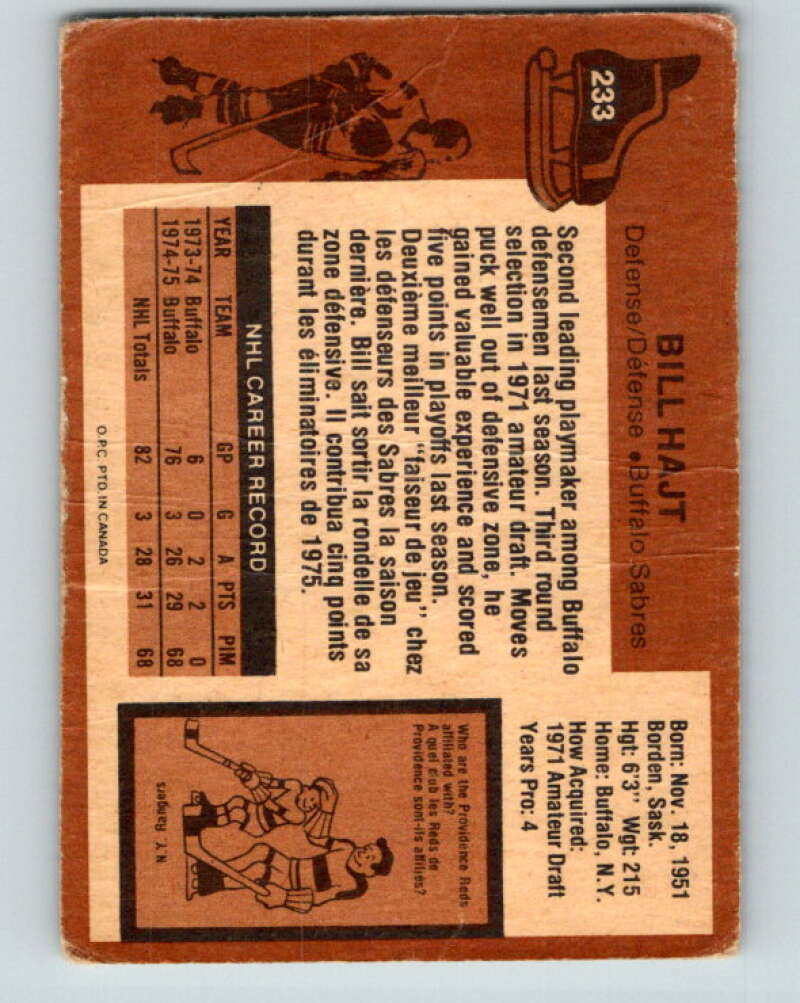 233
BILL HAJT
Defense/Défense • Buffalo Sabres
Born: Nov. 18, 1951
Borden, Sask.
Hgt: 6'3" Wgt: 215
Home: Buffalo, N.Y.
How Acquired:
1971 Amateur Draft
Years Pro: 4
Second leading playmaker among Buffalo
defensemen last season. Third round
selection in 1971 amateur draft. Moves
puck well out of defensive zone, he
gained valuable experience and scored
five points in playoffs last season.
Deuxième meilleur "faiseur de jeu" chez
les défenseurs des Sabres la saison
dernière. Bill sait sortir la rondelle de sa
zone défensive. Il contribua cinq points
durant les éliminatoires de 1975.
NHL CAREER RECORD
YEAR TEAM GP G A PTS PIM
1973-74 Buffalo 6 0 2 2 0
1974-75 Buffalo 76 3 26 29 68
NHL Totals 82 3 28 31 68
O.P.C. PTD. IN CANADA
Who are the Providence Reds
affiliated with?
A quel club les Reds de
Providence sont-ils affiliés?
N.Y. Rangers